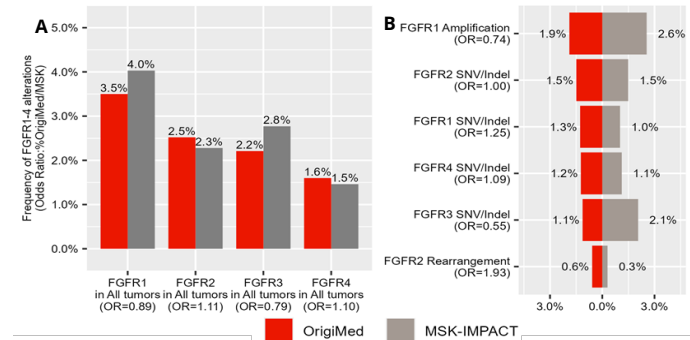 A
Frequency of FGFR1-4 alterations
(Odds Ratio:%OrigiMed/MSK)
5.0%
4.0%
3.0%
2.0%
1.0%
0.0%
3.5%
4.0%
2.5%
2.3%
2.2%
2.8%
1.6%
1.5%
FGFR1
in All tumors
(OR=0.89)
FGFR2
in All tumors
(OR=1.11)
FGFR3
in All tumors
(OR=0.79)
FGFR4
in All tumors
(OR=1.10)
B
FGFR1 Amplification
(OR=0.74)
1.9%
2.6%
FGFR2 SNV/Indel
(OR=1.00)
1.5%
1.5%
FGFR1 SNV/Indel
(OR=1.25)
1.3%
1.0%
FGFR4 SNV/Indel
(OR=1.09)
1.2%
1.1%
FGFR3 SNV/Indel
(OR=0.55)
1.1%
2.1%
FGFR2 Rearrangement
(OR=1.93)
0.6%
0.3%
3.0%
0.0%
3.0%
OrigiMed
MSK-IMPACT